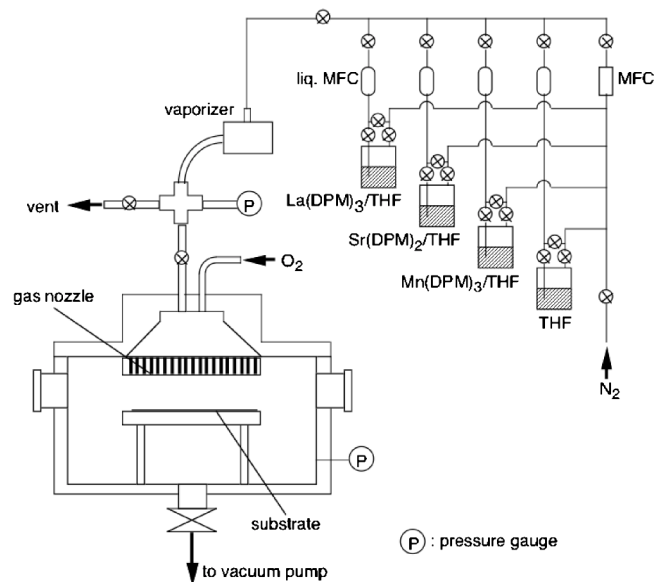 liq. MFC
MFC
vaporizer
La(DPM)3/THF
vent
P
Sr(DPM)2/THF
O2
Mn(DPM)3/THF
gas nozzle
THF
N2
P
substrate
P : pressure gauge
to vacuum pump